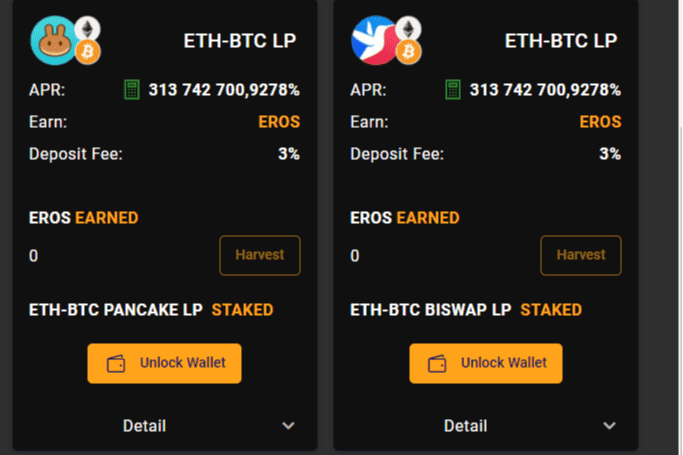 ETH-BTC LP
APR: 313 742 700,9278%
Earn: EROS
Deposit Fee: 3%
EROS EARNED
0 Harvest
ETH-BTC PANCAKE LP STAKED
Unlock Wallet
Detail
ETH-BTC LP
APR: 313 742 700,9278%
Earn: EROS
Deposit Fee: 3%
EROS EARNED
0 Harvest
ETH-BTC BISWAP LP STAKED
Unlock Wallet
Detail